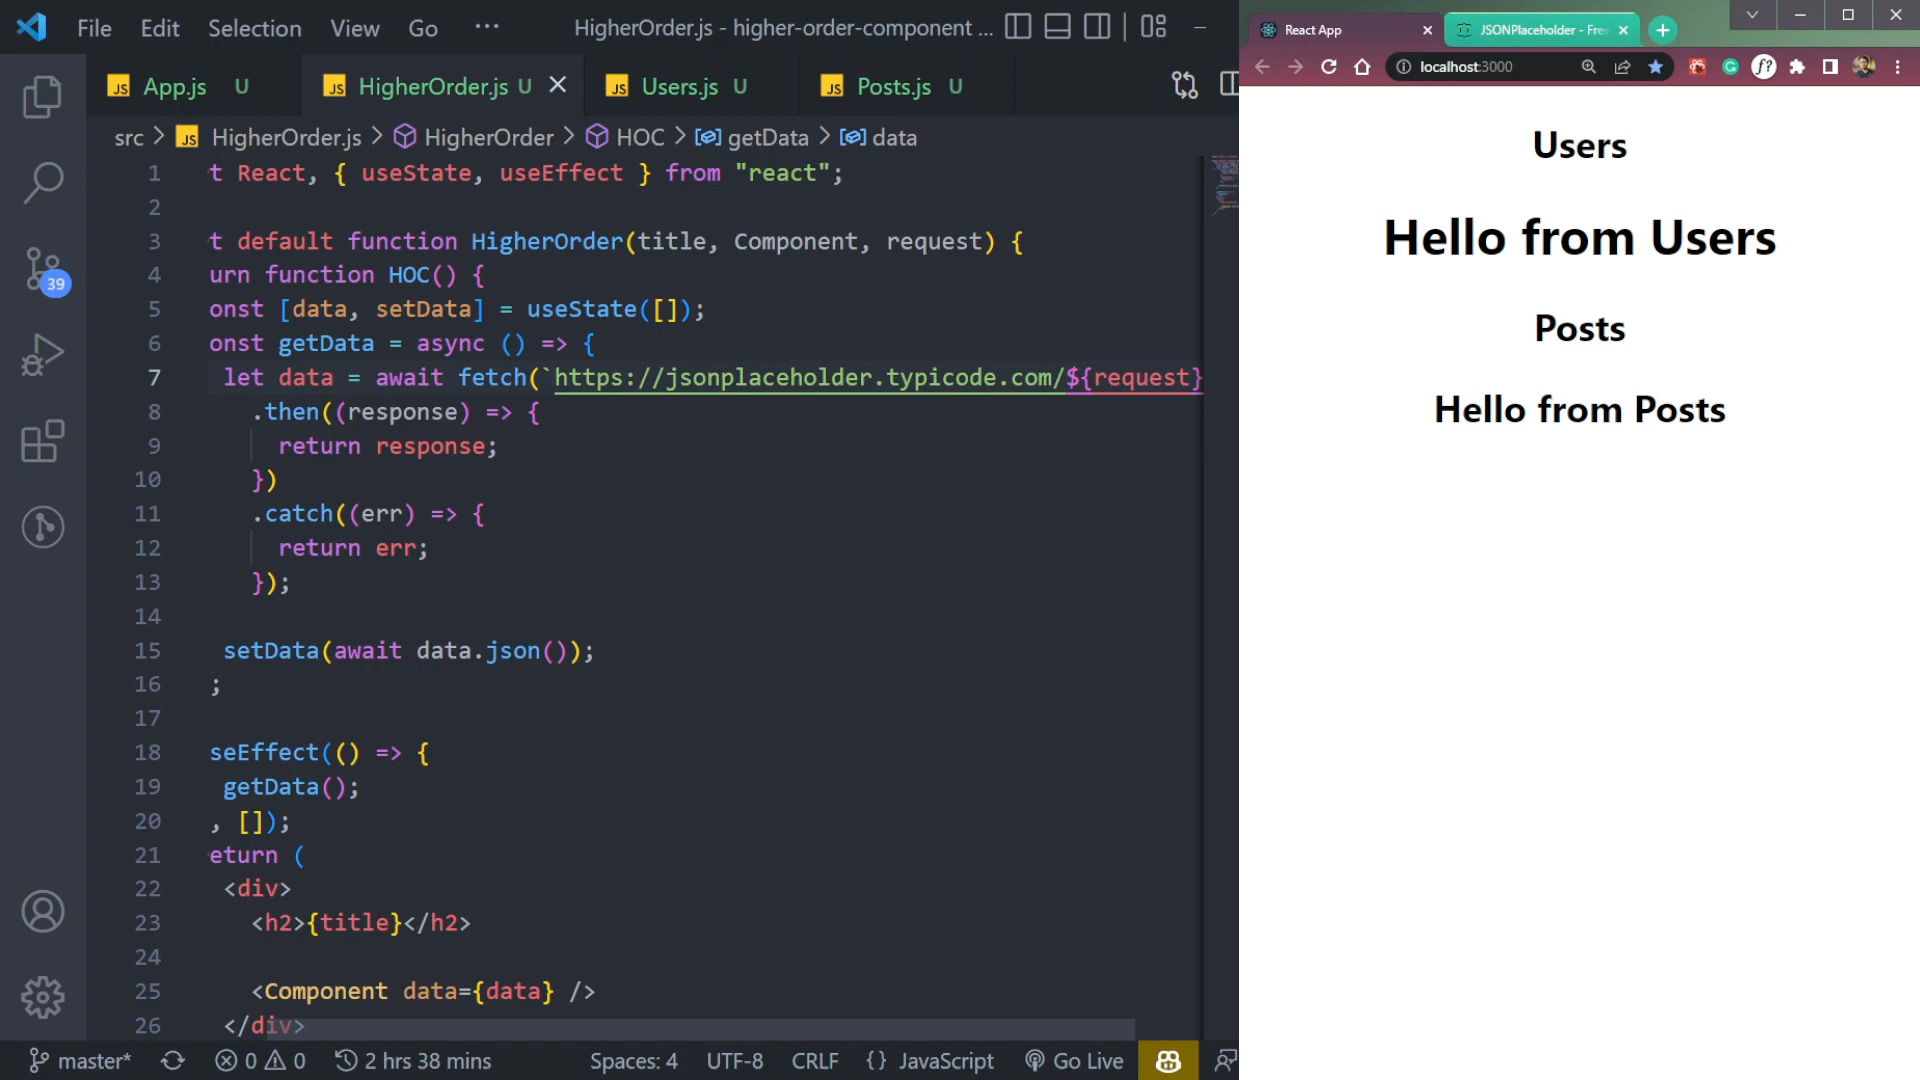 File Edit Selection View Go ··· HigherOrder.js - higher-order-component ...
JS App.js U JS HigherOrder.js U JS Users.js U JS Posts.js U
src > JS HigherOrder.js > HigherOrder > HOC > getData > data
1 t React, { useState, useEffect } from "react";
2
3 t default function HigherOrder(title, Component, request) {
4 urn function HOC() {
5 onst [data, setData] = useState([]);
6 onst getData = async () => {
7 let data = await fetch(`https://jsonplaceholder.typicode.com/${request}
8 .then((response) => {
9 return response;
10 })
11 .catch((err) => {
12 return err;
13 });
14
15 setData(await data.json());
16 ;
17
18 seEffect(() => {
19 getData();
20 , []);
21 eturn (
22 <div>
23 <h2>{title}</h2>
24
25 <Component data={data} />
26 </div>
39
master* 0 0 2 hrs 38 mins Spaces: 4 UTF-8 CRLF {} JavaScript Go Live
React App JSONPlaceholder - Fre
localhost:3000
f?
Users
Hello from Users
Posts
Hello from Posts